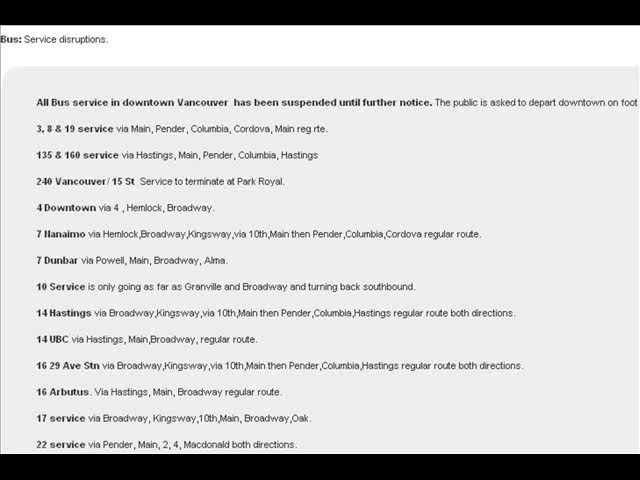 Bus: Service disruptions.
All Bus service in downtown Vancouver has been suspended until further notice. The public is asked to depart downtown on foot
3, 8 & 19 service via Main, Pender, Columbia, Cordova, Main reg rte.
135 & 160 service via Hastings, Main, Pender, Columbia, Hastings
240 Vancouver/ 15 St Service to terminate at Park Royal.
4 Downtown via 4 , Hemlock, Broadway.
7 Nanaimo via Hemlock,Broadway,Kingsway,via 10th,Main then Pender,Columbia,Cordova regular route.
7 Dunbar via Powell, Main, Broadway, Alma.
10 Service is only going as far as Granville and Broadway and turning back southbound.
14 Hastings via Broadway,Kingsway,via 10th,Main then Pender,Columbia,Hastings regular route both directions.
14 UBC via Hastings, Main,Broadway, regular route.
16 29 Ave Stn via Broadway,Kingsway,via 10th,Main then Pender,Columbia,Hastings regular route both directions.
16 Arbutus. Via Hastings, Main, Broadway regular route.
17 service via Broadway, Kingsway,10th,Main, Broadway,Oak.
22 service via Pender, Main, 2, 4, Macdonald both directions.